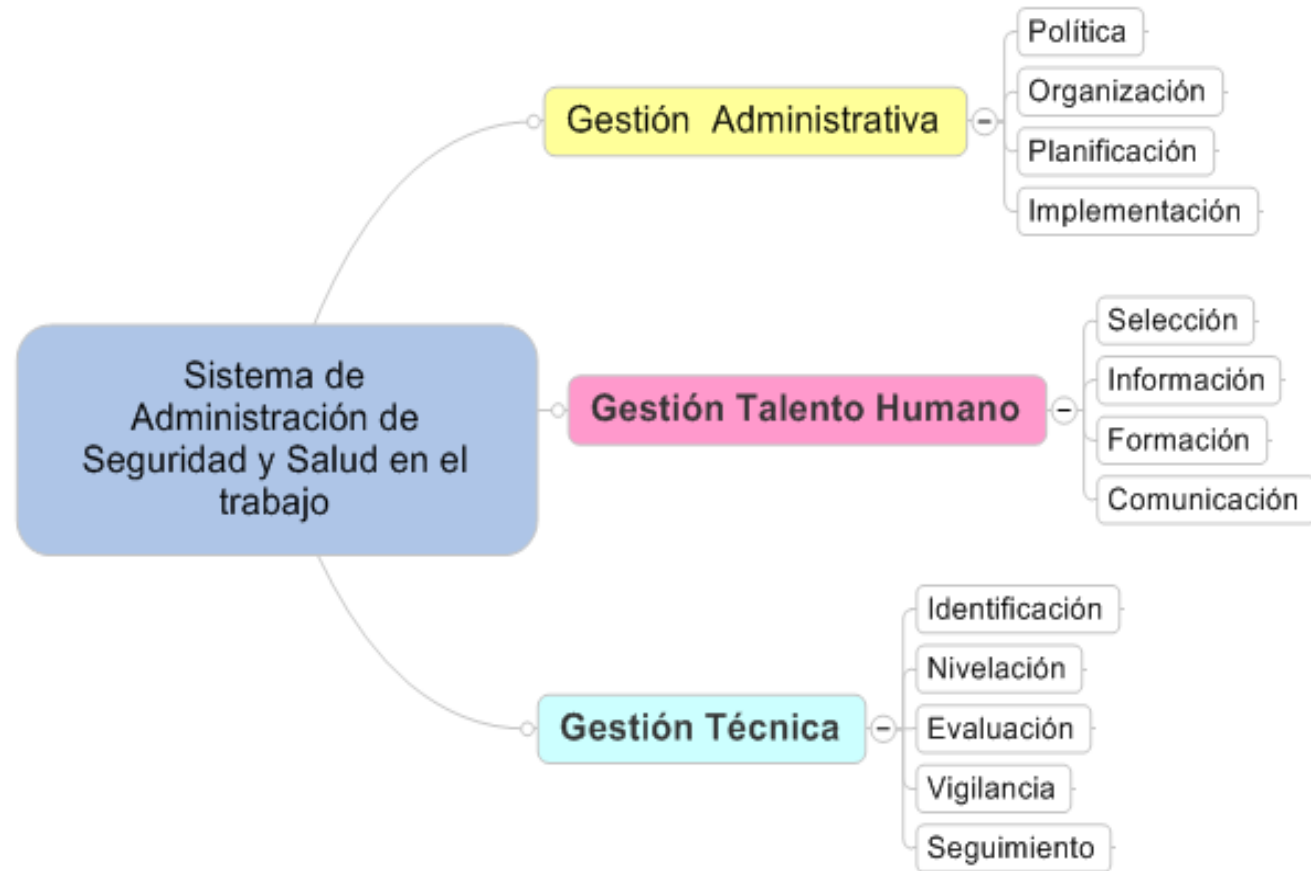 Política
Gestión Administrativa
Organización
Planificación
Implementación
Sistema de
Administración de
Seguridad y Salud en el
trabajo
Gestión Talento Humano
Selección
Información
Formación
Comunicación
Gestión Técnica
Identificación
Nivelación
Evaluación
Vigilancia
Seguimiento